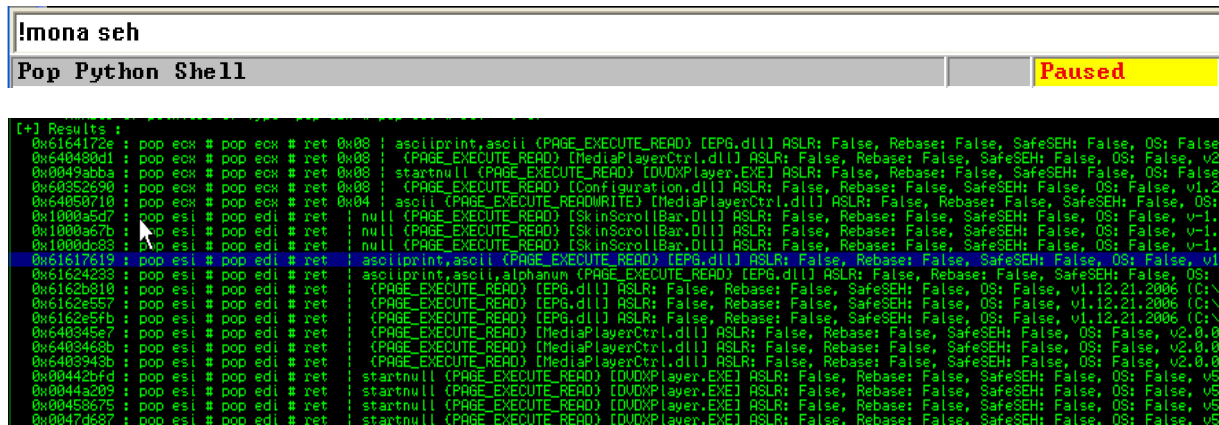 !mona seh
Pop Python Shell Paused
[+] Results :
0x6164172e : pop ecx # pop ecx # ret 0x08 | asciiprint,ascii {PAGE_EXECUTE_READ} [EPG.dll] ASLR: False, Rebase: False, SafeSEH: False, OS: False
0x640480d1 : pop ecx # pop ecx # ret 0x08 | {PAGE_EXECUTE_READ} [MediaPlayerCtrl.dll] ASLR: False, Rebase: False, SafeSEH: False, OS: False, v2
0x0049abba : pop ecx # pop ecx # ret 0x08 | startnull {PAGE_EXECUTE_READ} [DVDXPlayer.EXE] ASLR: False, Rebase: False, SafeSEH: False, OS: False
0x60352690 : pop ecx # pop ecx # ret 0x08 | {PAGE_EXECUTE_READ} [Configuration.dll] ASLR: False, Rebase: False, SafeSEH: False, OS: False, v1.2
0x64050710 : pop ecx # pop ecx # ret 0x04 | ascii {PAGE_EXECUTE_READWRITE} [MediaPlayerCtrl.dll] ASLR: False, Rebase: False, SafeSEH: False, OS:
0x1000a5d7 : pop esi # pop edi # ret | null {PAGE_EXECUTE_READ} [SkinScrollBar.Dll] ASLR: False, Rebase: False, SafeSEH: False, OS: False, v-1.
0x1000a67b : pop esi # pop edi # ret | null {PAGE_EXECUTE_READ} [SkinScrollBar.Dll] ASLR: False, Rebase: False, SafeSEH: False, OS: False, v-1.
0x1000dc83 : pop esi # pop edi # ret | null {PAGE_EXECUTE_READ} [SkinScrollBar.Dll] ASLR: False, Rebase: False, SafeSEH: False, OS: False, v-1.
0x61617619 : pop esi # pop edi # ret | asciiprint,ascii {PAGE_EXECUTE_READ} [EPG.dll] ASLR: False, Rebase: False, SafeSEH: False, OS: False, v1
0x61624233 : pop esi # pop edi # ret | asciiprint,ascii,alphanum {PAGE_EXECUTE_READ} [EPG.dll] ASLR: False, Rebase: False, SafeSEH: False, OS:
0x6162b810 : pop esi # pop edi # ret | {PAGE_EXECUTE_READ} [EPG.dll] ASLR: False, Rebase: False, SafeSEH: False, OS: False, v1.12.21.2006 (C:\
0x6162e557 : pop esi # pop edi # ret | {PAGE_EXECUTE_READ} [EPG.dll] ASLR: False, Rebase: False, SafeSEH: False, OS: False, v1.12.21.2006 (C:\
0x6162e5fb : pop esi # pop edi # ret | {PAGE_EXECUTE_READ} [EPG.dll] ASLR: False, Rebase: False, SafeSEH: False, OS: False, v1.12.21.2006 (C:\
0x640345e7 : pop esi # pop edi # ret | {PAGE_EXECUTE_READ} [MediaPlayerCtrl.dll] ASLR: False, Rebase: False, SafeSEH: False, OS: False, v2.0.0
0x6403468b : pop esi # pop edi # ret | {PAGE_EXECUTE_READ} [MediaPlayerCtrl.dll] ASLR: False, Rebase: False, SafeSEH: False, OS: False, v2.0.0
0x6403943b : pop esi # pop edi # ret | {PAGE_EXECUTE_READ} [MediaPlayerCtrl.dll] ASLR: False, Rebase: False, SafeSEH: False, OS: False, v2.0.0
0x00442bfd : pop esi # pop edi # ret | startnull {PAGE_EXECUTE_READ} [DVDXPlayer.EXE] ASLR: False, Rebase: False, SafeSEH: False, OS: False, v5
0x0044a209 : pop esi # pop edi # ret | startnull {PAGE_EXECUTE_READ} [DVDXPlayer.EXE] ASLR: False, Rebase: False, SafeSEH: False, OS: False, v5
0x00458675 : pop esi # pop edi # ret | startnull {PAGE_EXECUTE_READ} [DVDXPlayer.EXE] ASLR: False, Rebase: False, SafeSEH: False, OS: False, v5
0x0047d687 : pop esi # pop edi # ret | startnull {PAGE_EXECUTE_READ} [DVDXPlayer.EXE] ASLR: False, Rebase: False, SafeSEH: False, OS: False, v5